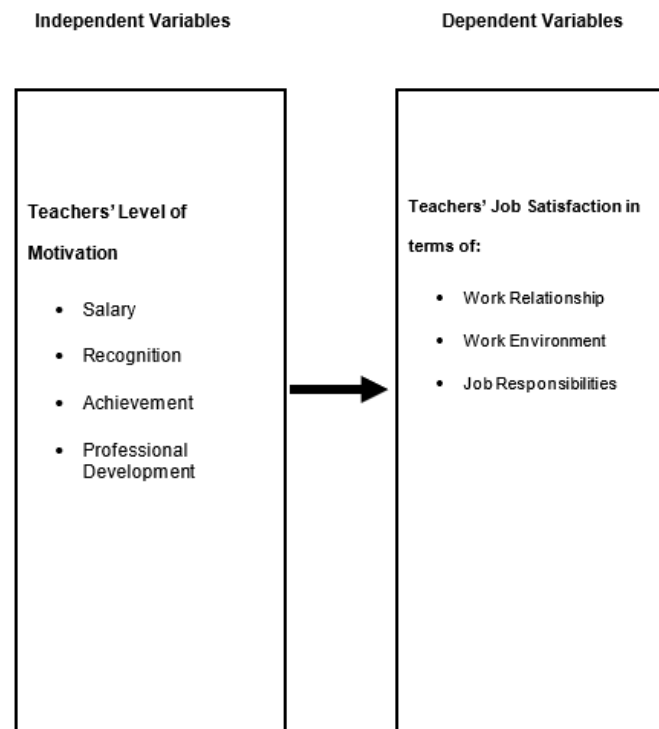 Independent Variables
Dependent Variables
Teachers’ Level of
Motivation
• Salary
• Recognition
• Achievement
• Professional
Development
Teachers’ Job Satisfaction in
terms of:
• Work Relationship
• Work Environment
• Job Responsibilities